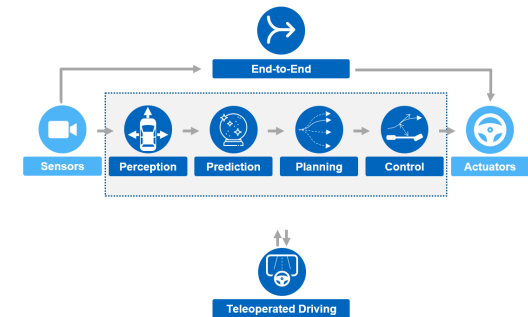 End-to-End
Sensors
Perception
Prediction
Planning
Control
Actuators
Teleoperated Driving